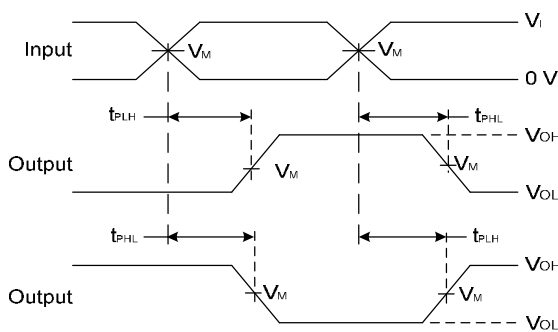 V_I
Input V_M V_M
0 V
t_PLH t_PHL
V_OH
Output V_M V_M
V_OL
t_PHL t_PLH
V_OH
Output V_M V_M
V_OL